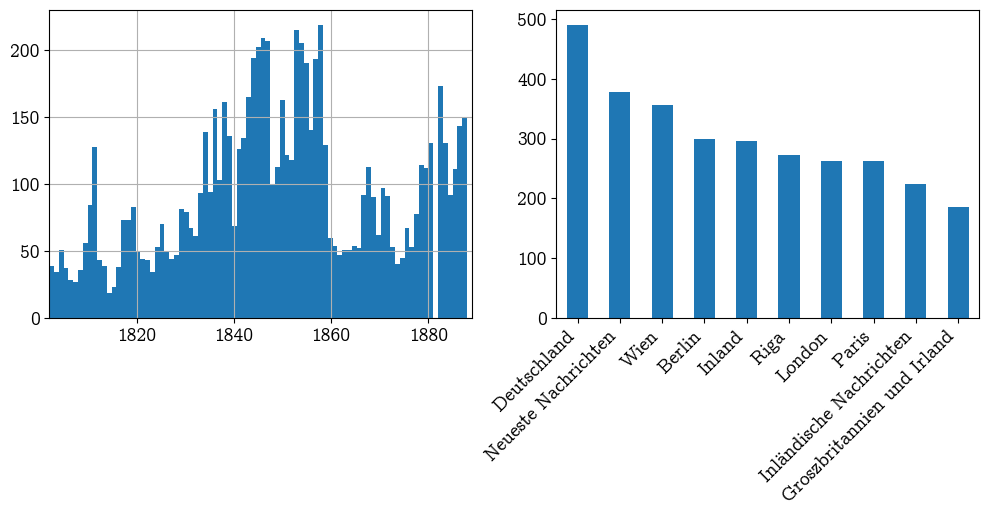 200
150
100
50
0
1820 1840 1860 1880
500
400
300
200
100
0
Deutschland
Neueste Nachrichten
Wien
Berlin
Inland
Riga
London
Paris
Inländische Nachrichten
Groszbritannien und Irland